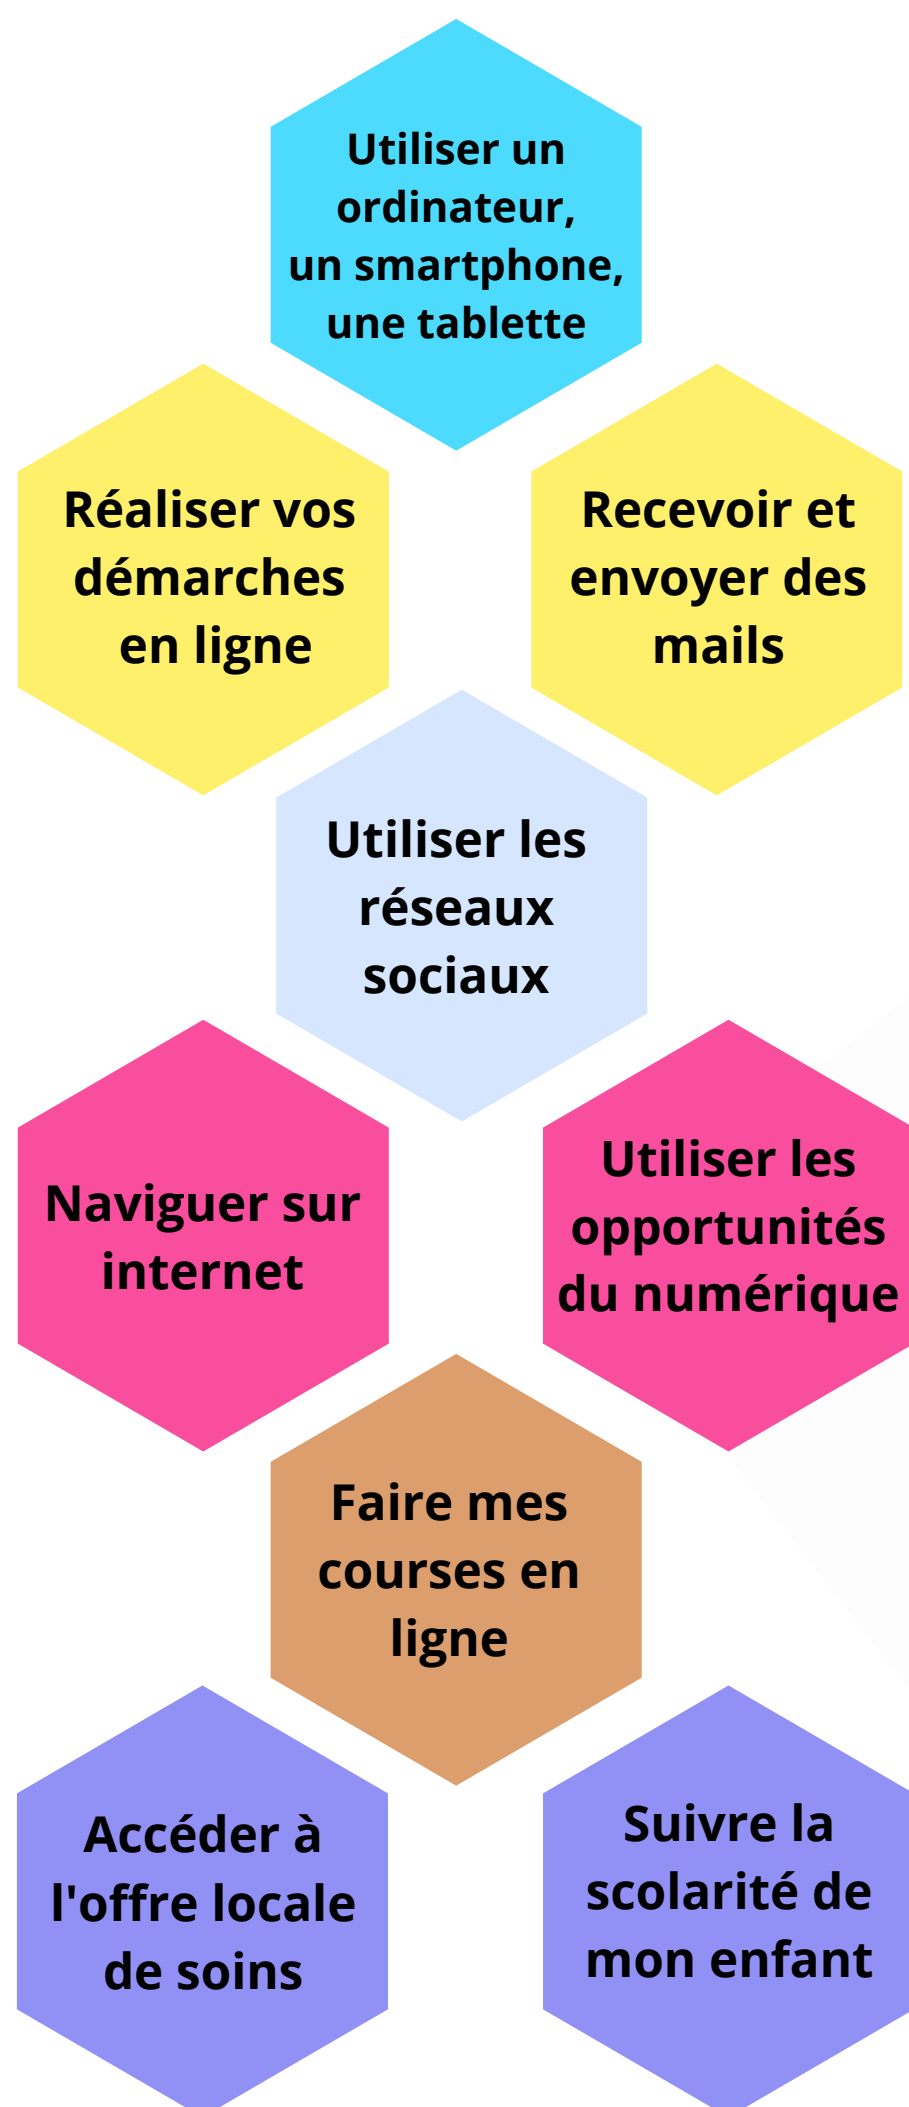 Utiliser un
ordinateur,
un smartphone,
une tablette
Réaliser vos
démarches
en ligne
Recevoir et
envoyer des
mails
Utiliser les
réseaux
sociaux
Naviguer sur
internet
Utiliser les
opportunités
du numérique
Faire mes
courses en
ligne
Accéder à
l'offre locale
de soins
Suivre la
scolarité de
mon enfant